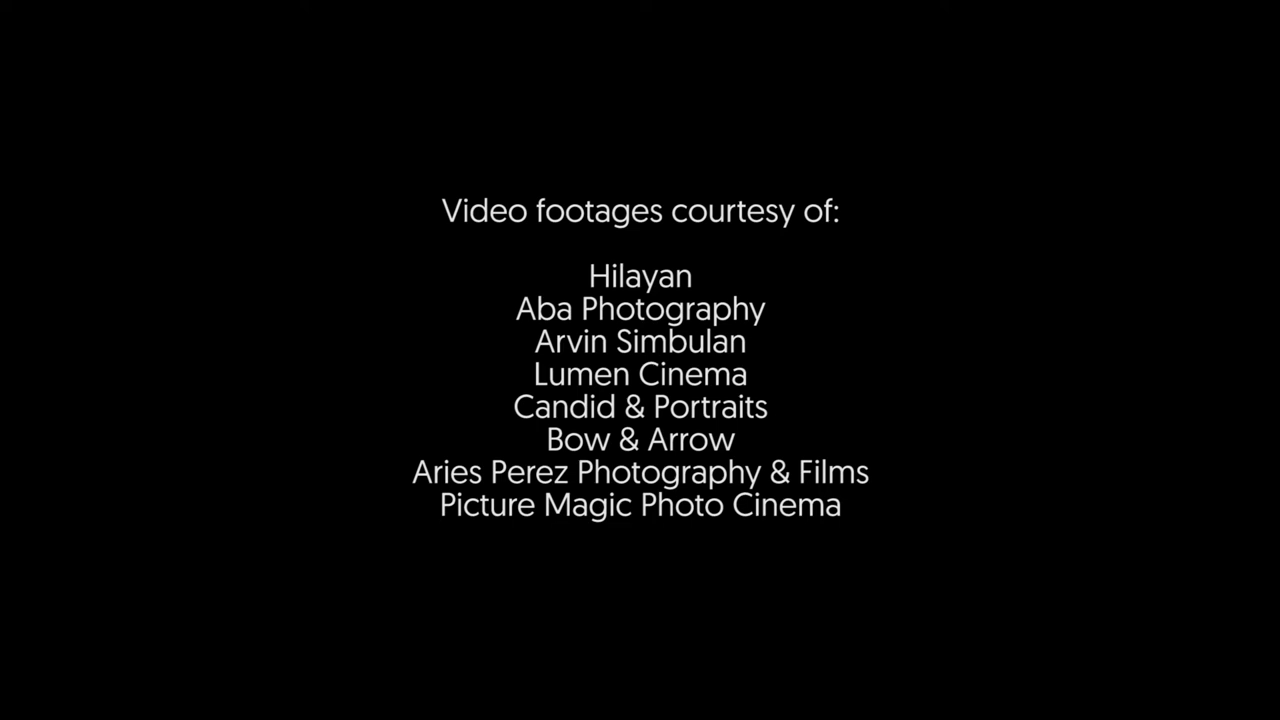 Video footages courtesy of:
Hilayan
Aba Photography
Arvin Simbulan
Lumen Cinema
Candid & Portraits
Bow & Arrow
Aries Perez Photography & Films
Picture Magic Photo Cinema